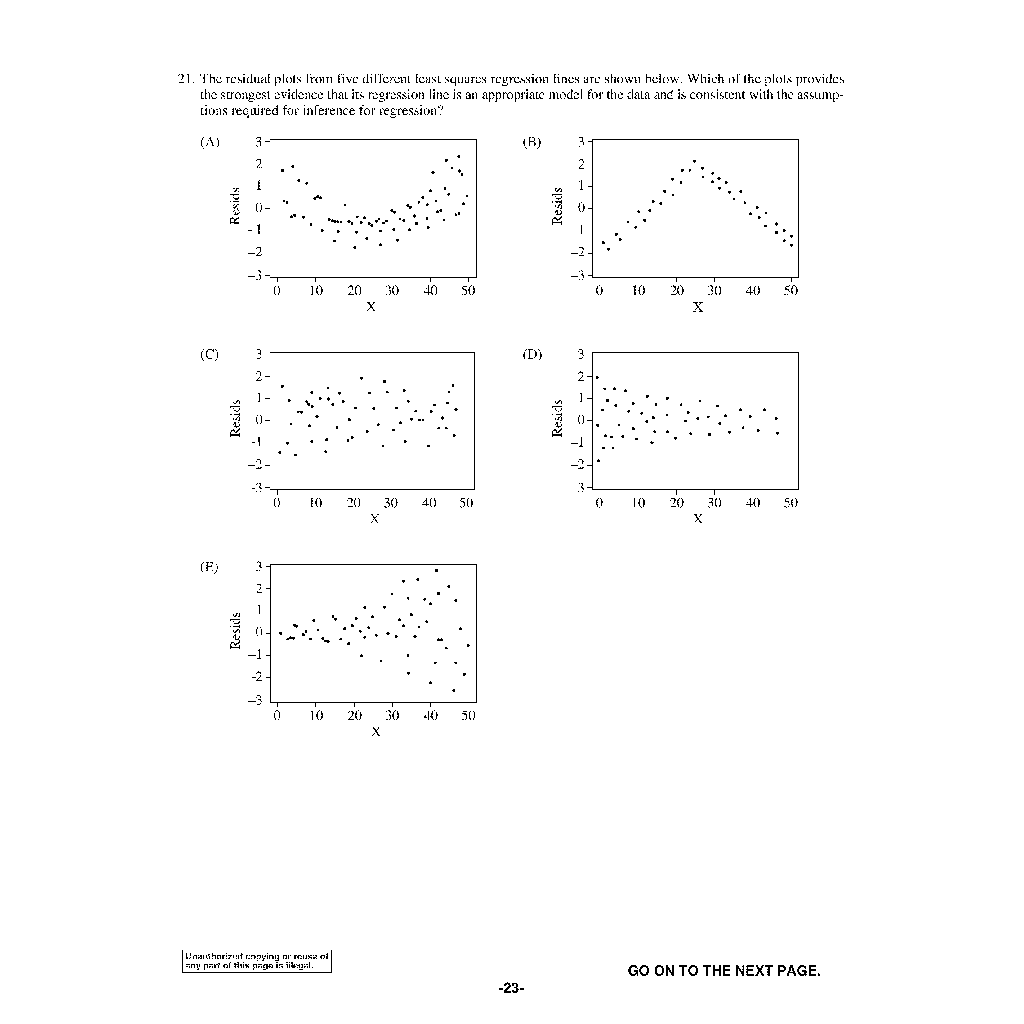 21. The residual plots from five different least squares regression lines are shown below. Which of the plots provides
the strongest evidence that its regression line is an appropriate model for the data and is consistent with the assump-
tions required for inference for regression?
(A)
3
2
1
0
-1
-2
-3
Resids
0 10 20 30 40 50
X
(B)
3
2
1
0
1
-2
-3
Resids
0 10 20 30 40 50
X
(C)
3
2
1
0
-1
-2
-3
Resids
0 10 20 30 40 50
X
(D)
3
2
1
0
-1
-2
3
Resids
0 10 20 30 40 50
X
(E)
3
2
1
0
-1
-2
-3
Resids
0 10 20 30 40 50
X
Unauthorized copying or reuse of
any part of this page is illegal.
GO ON TO THE NEXT PAGE.
-23-